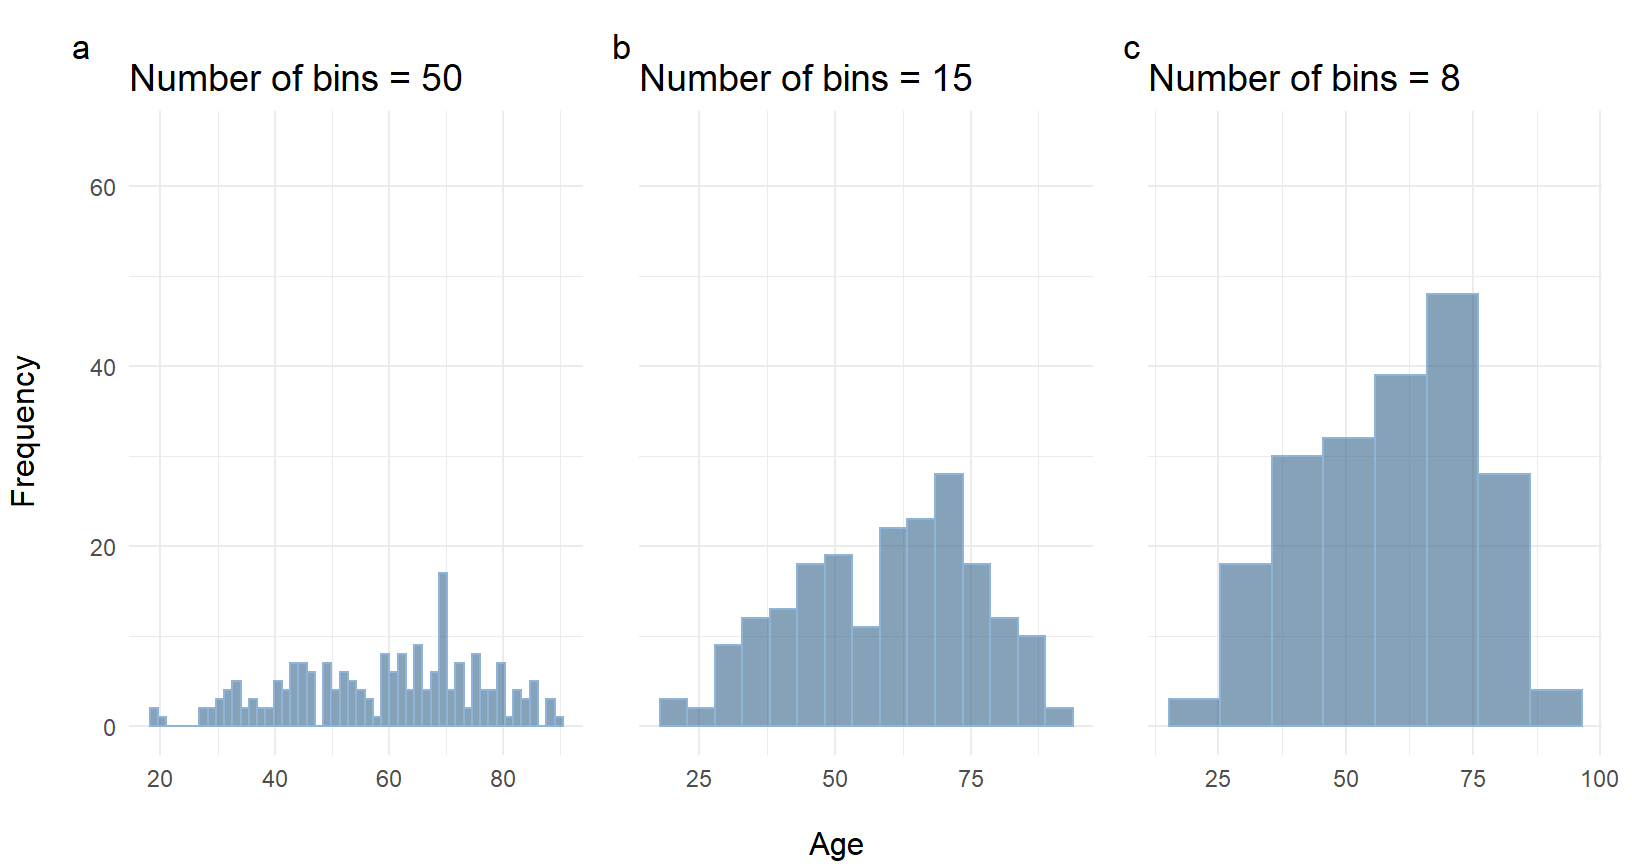 a
Number of bins = 50
b
Number of bins = 15
c
Number of bins = 8
Frequency
60
40
20
0
20 40 60 80
25 50 75
25 50 75 100
Age